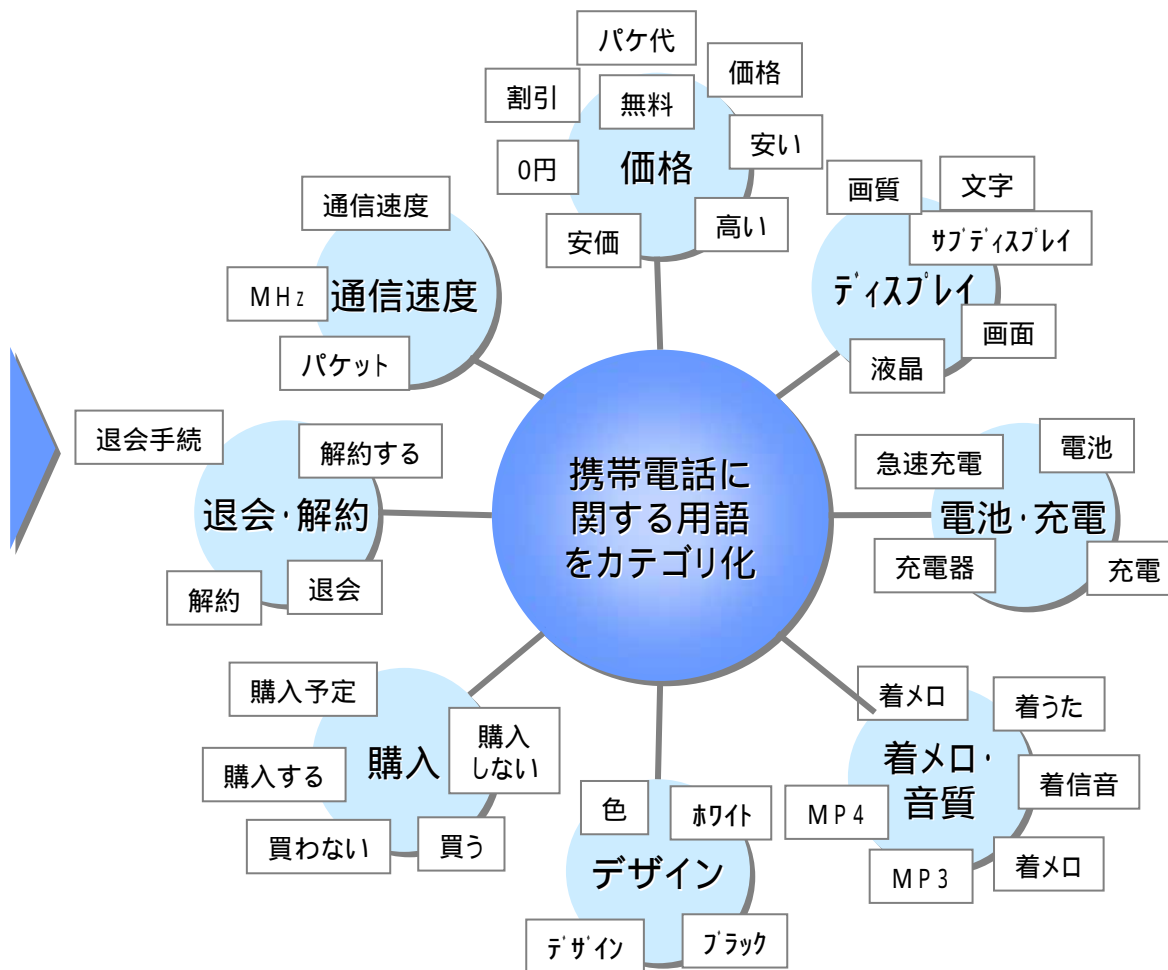 パケ代
価格
割引
無料
安い
0円
価格
高い
安価
画質
文字
ｻﾌﾞﾃﾞｨｽﾌﾟﾚｲ
ﾃﾞｨｽﾌﾟﾚｲ
画面
液晶
通信速度
MHz
通信速度
パケット
退会手続
解約する
退会・解約
解約
退会
携帯電話に
関する用語
をカテゴリ化
急速充電
電池
電池・充電
充電器
充電
購入予定
購入
しない
購入
購入する
買わない
買う
色
ﾎﾜｲﾄ
デザイン
ﾃﾞｻﾞｲﾝ
ﾌﾞﾗｯｸ
着メロ
着うた
着メロ・
音質
着信音
MP4
MP3
着メロ